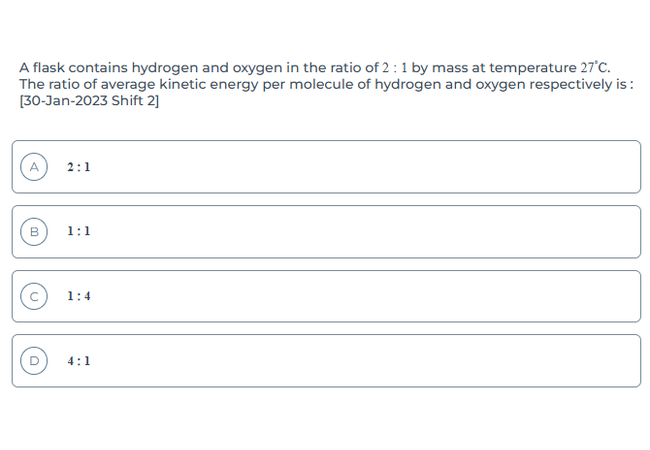 A flask contains hydrogen and oxygen in the ratio of 2 : 1 by mass at temperature 27°C.
The ratio of average kinetic energy per molecule of hydrogen and oxygen respectively is :
[30-Jan-2023 Shift 2]
A 2 : 1
B 1 : 1
C 1 : 4
D 4 : 1